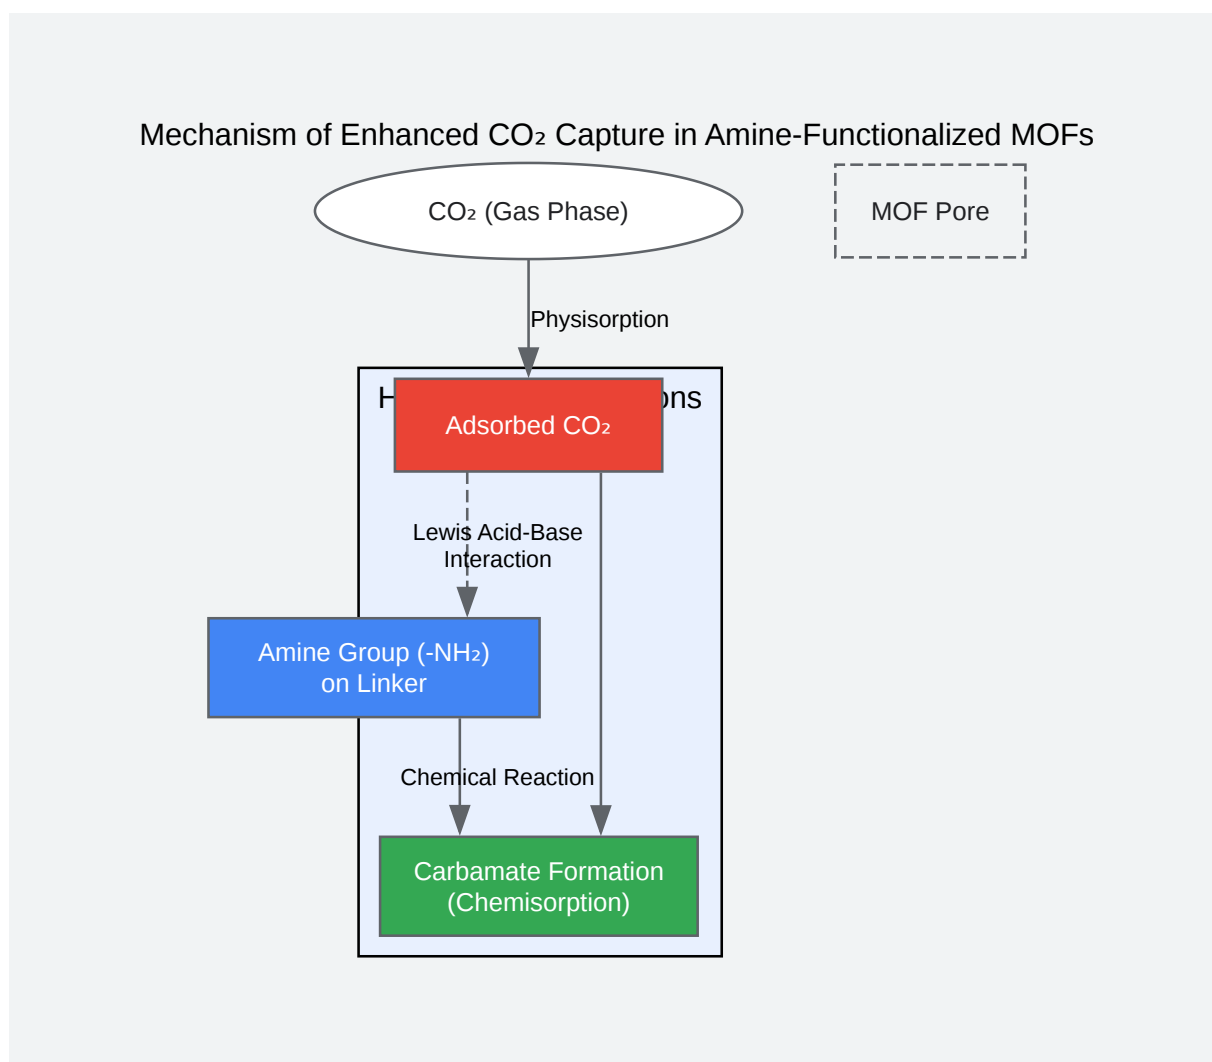 Mechanism of Enhanced CO₂ Capture in Amine-Functionalized MOFs
CO₂ (Gas Phase)
MOF Pore
Physisorption
Adsorbed CO₂
Lewis Acid-Base
Interaction
Amine Group (-NH₂)
on Linker
Chemical Reaction
Carbamate Formation
(Chemisorption)